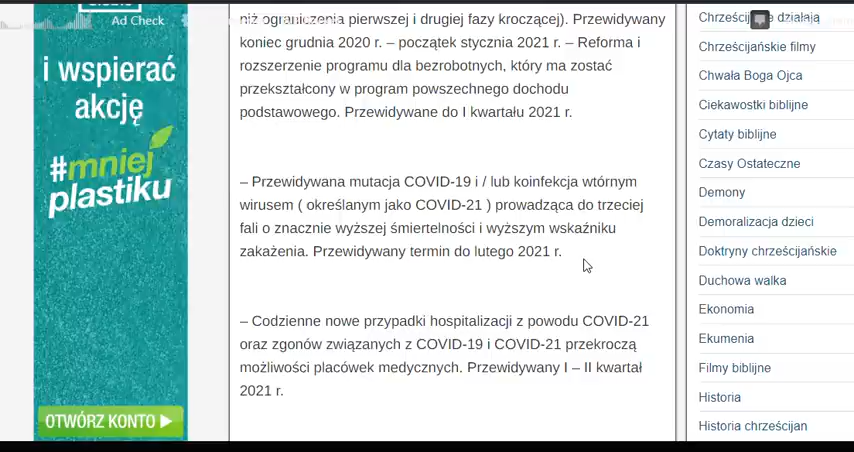 Ad Check
i wspierać
akcję
#mniej
plastiku
OTWÓRZ KONTO
niż ograniczenia pierwszej i drugiej fazy kroczącej). Przewidywany
koniec grudnia 2020 r. – początek stycznia 2021 r. – Reforma i
rozszerzenie programu dla bezrobotnych, który ma zostać
przekształcony w program powszechnego dochodu
podstawowego. Przewidywane do I kwartału 2021 r.
– Przewidywana mutacja COVID-19 i / lub koinfekcja wtórnym
wirusem ( określanym jako COVID-21 ) prowadząca do trzeciej
fali o znacznie wyższej śmiertelności i wyższym wskaźniku
zakażenia. Przewidywany termin do lutego 2021 r.
– Codzienne nowe przypadki hospitalizacji z powodu COVID-21
oraz zgonów związanych z COVID-19 i COVID-21 przekroczą
możliwości placówek medycznych. Przewidywany I – II kwartał
2021 r.
działają
Chrześcijańskie filmy
Chwała Boga Ojca
Ciekawostki biblijne
Cytaty biblijne
Czasy Ostateczne
Demony
Demoralizacja dzieci
Doktryny chrześcijańskie
Duchowa walka
Ekonomia
Ekumenia
Filmy biblijne
Historia
Historia chrześcijan